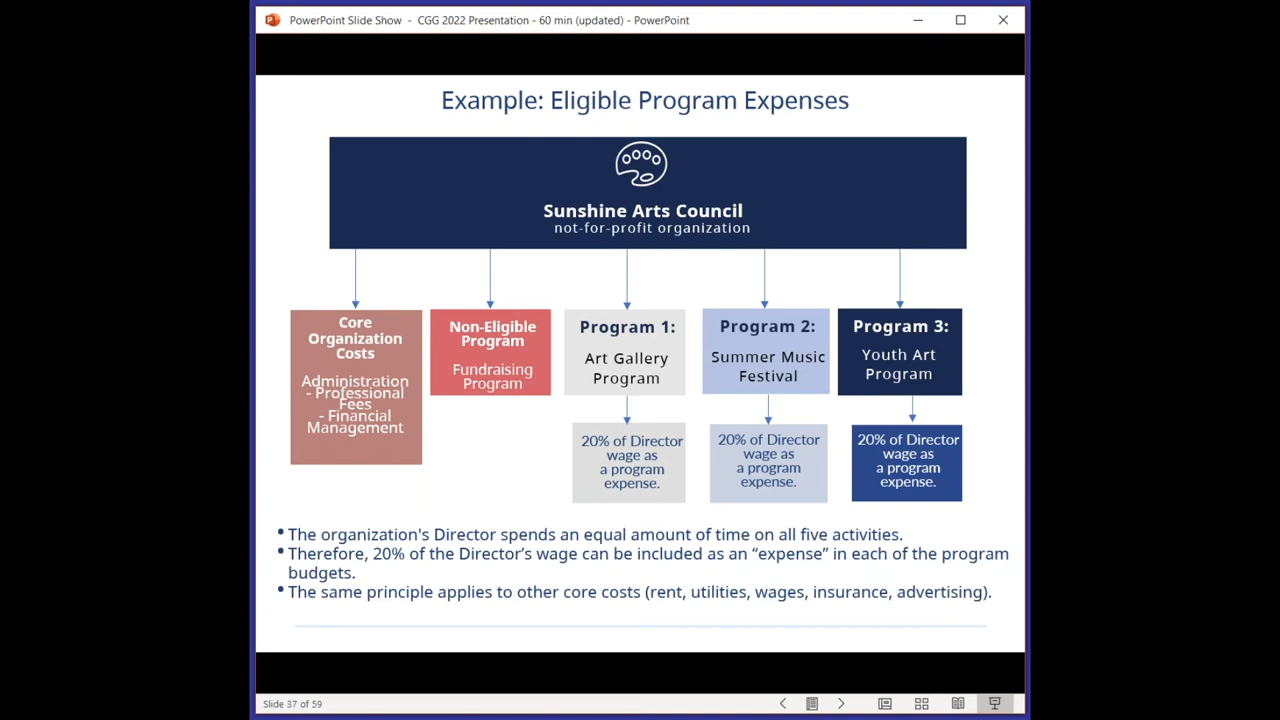 PowerPoint Slide Show - CGG 2022 Presentation - 60 min (updated) - PowerPoint
Example: Eligible Program Expenses
Sunshine Arts Council
not-for-profit organization
Core
Organization
Costs
Administration
- Professional
Fees
- Financial
Management
Non-Eligible
Program
Fundraising
Program
Program 1:
Art Gallery
Program
Program 2:
Summer Music
Festival
Program 3:
Youth Art
Program
20% of Director
wage as
a program
expense.
20% of Director
wage as
a program
expense.
20% of Director
wage as
a program
expense.
• The organization's Director spends an equal amount of time on all five activities.
• Therefore, 20% of the Director’s wage can be included as an “expense” in each of the program
budgets.
• The same principle applies to other core costs (rent, utilities, wages, insurance, advertising).
Slide 37 of 59